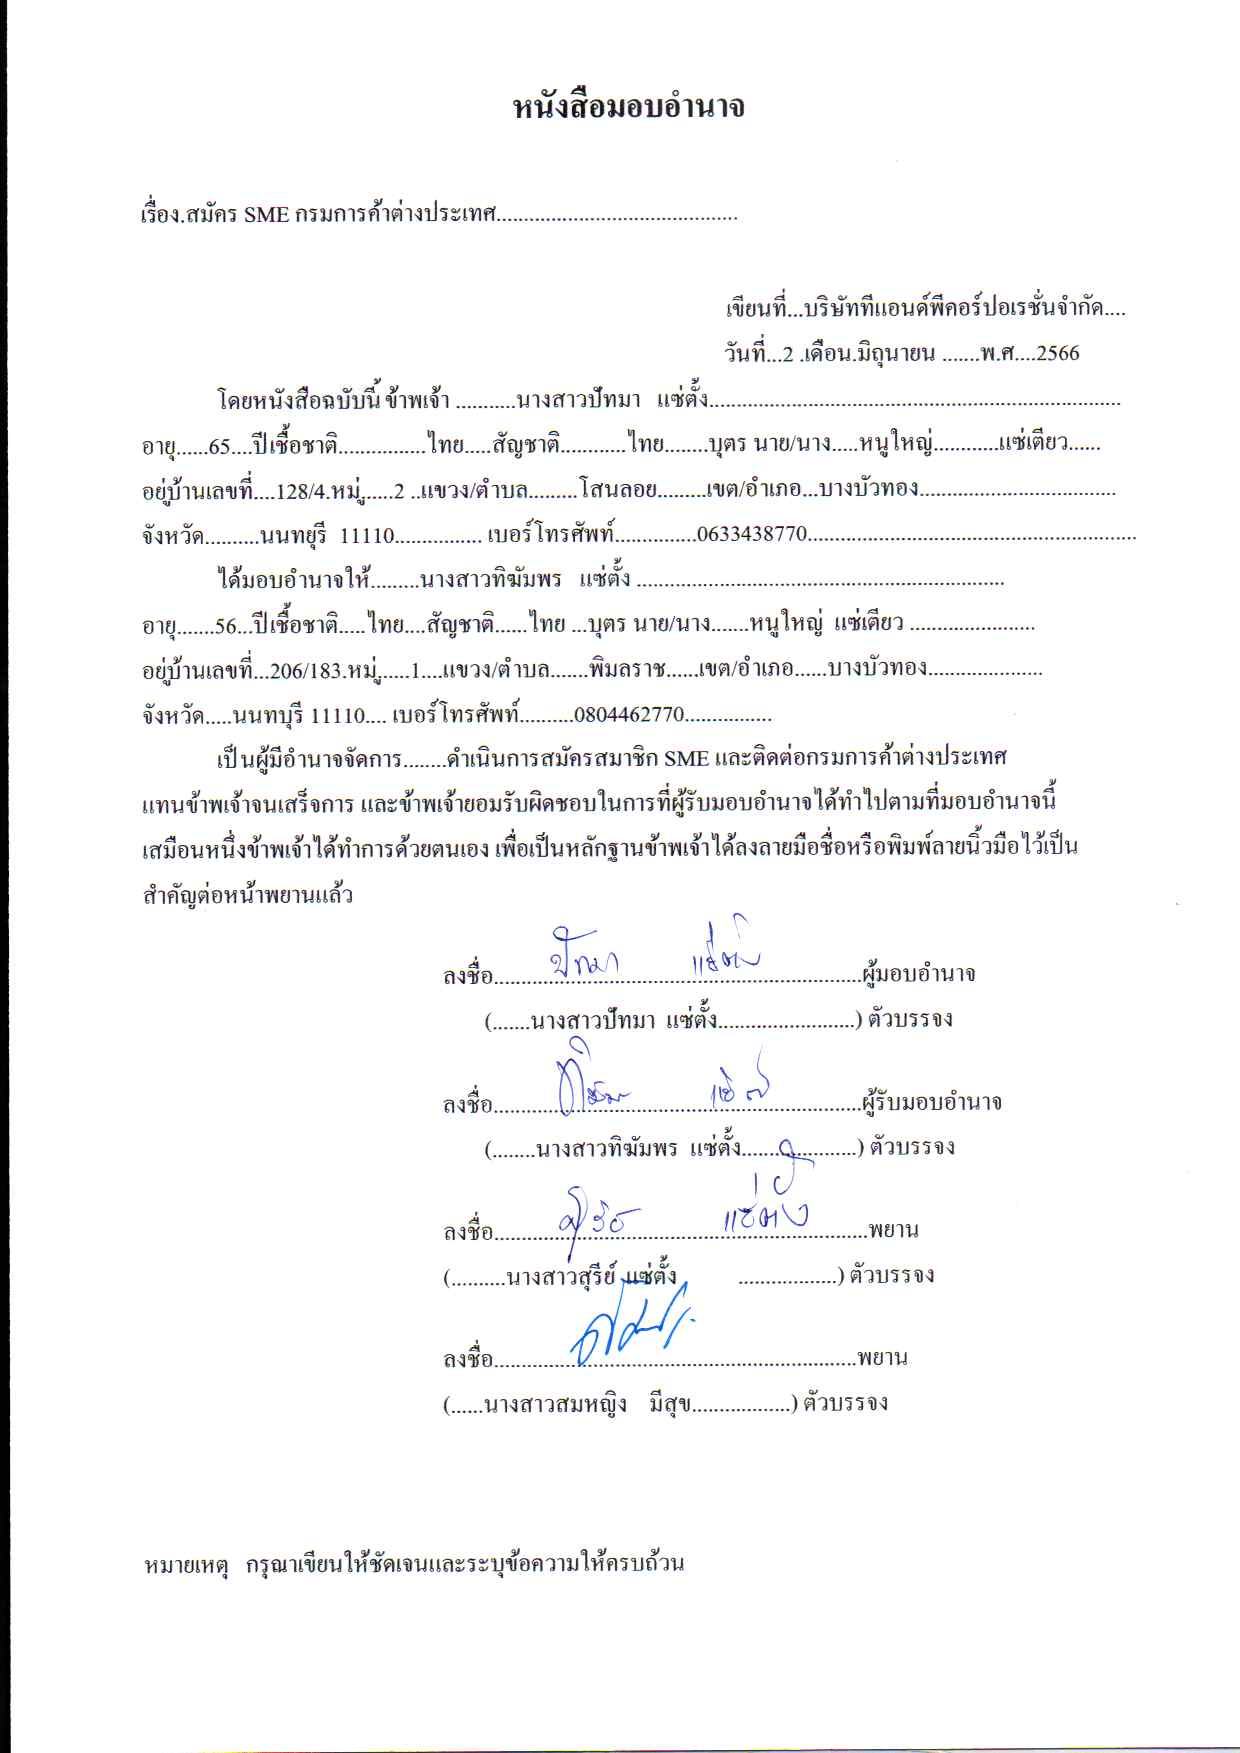 หนังสือมอบอำนาจ
เรื่อง.สมัคร SME กรมการค้าต่างประเทศ............................................
เขียนที่...บริษัททีแอนด์พีคอร์ปอเรชั่นจำกัด....
วันที่...2 .เดือน.มิถุนายน .......พ.ศ....2566
โดยหนังสือฉบับนี้ ข้าพเจ้า ...........นางสาวปัทมา แซ่ตั้ง...........................................................................
อายุ......65....ปีเชื้อชาติ................ไทย.....สัญชาติ............ไทย........บุตร นาย/นาง.....หนูใหญ่............แซ่เตียว......
อยู่บ้านเลขที่....128/4.หมู่......2 ..แขวง/ตำบล.........โสนลอย.........เขต/อำเภอ...บางบัวทอง....................................
จังหวัด..........นนทยุรี 11110................ เบอร์โทรศัพท์...............0633438770............................................................
ได้มอบอำนาจให้.........นางสาวทิฆัมพร แซ่ตั้ง ...................................................................
อายุ.......56...ปีเชื้อชาติ.....ไทย....สัญชาติ......ไทย ...บุตร นาย/นาง.......หนูใหญ่ แซ่เตียว .......................
อยู่บ้านเลขที่...206/183.หมู่......1....แขวง/ตำบล.......พิมลราช......เขต/อำเภอ......บางบัวทอง.....................
จังหวัด.....นนทบุรี 11110.... เบอร์โทรศัพท์..........0804462770................
เป็นผู้มีอำนาจจัดการ........ดำเนินการสมัครสมาชิก SME และติดต่อกรมการค้าต่างประเทศ
แทนข้าพเจ้าจนเสร็จการ และข้าพเจ้ายอมรับผิดชอบในการที่ผู้รับมอบอำนาจได้ทำไปตามที่มอบอำนาจนี้
เสมือนหนึ่งข้าพเจ้าได้ทำการด้วยตนเอง เพื่อเป็นหลักฐานข้าพเจ้าได้ลงลายมือชื่อหรือพิมพ์ลายนิ้วมือไว้เป็น
สำคัญต่อหน้าพยานแล้ว
ลงชื่อ......ปัทมา แซ่ตั้ง......ผู้มอบอำนาจ
(.......นางสาวปัทมา แซ่ตั้ง.........................) ตัวบรรจง
ลงชื่อ...................................................................ผู้รับมอบอำนาจ
(........นางสาวทิฆัมพร แซ่ตั้ง.....................) ตัวบรรจง
ลงชื่อ......สุรีย์ แซ่ตั้ง......พยาน
(..........นางสาวสุรีย์ แซ่ตั้ง ..................) ตัวบรรจง
ลงชื่อ..................................................................พยาน
(......นางสาวสมหญิง มีสุข..................) ตัวบรรจง
หมายเหตุ กรุณาเขียนให้ชัดเจนและระบุข้อความให้ครบถ้วน